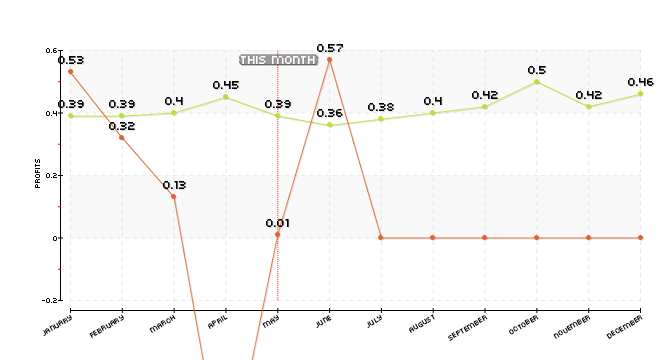 0.57
THIS MONTH
0.6
0.53
0.5
0.46
0.45
0.42
0.42
0.39
0.39
0.4
0.39
0.38
0.4
0.36
0.4
0.32
0.13
0.2
0.01
0
-0.2
PROFITS
JANUARY
FEBRUARY
MARCH
APRIL
MAY
JUNE
JULY
AUGUST
SEPTEMBER
OCTOBER
NOVEMBER
DECEMBER